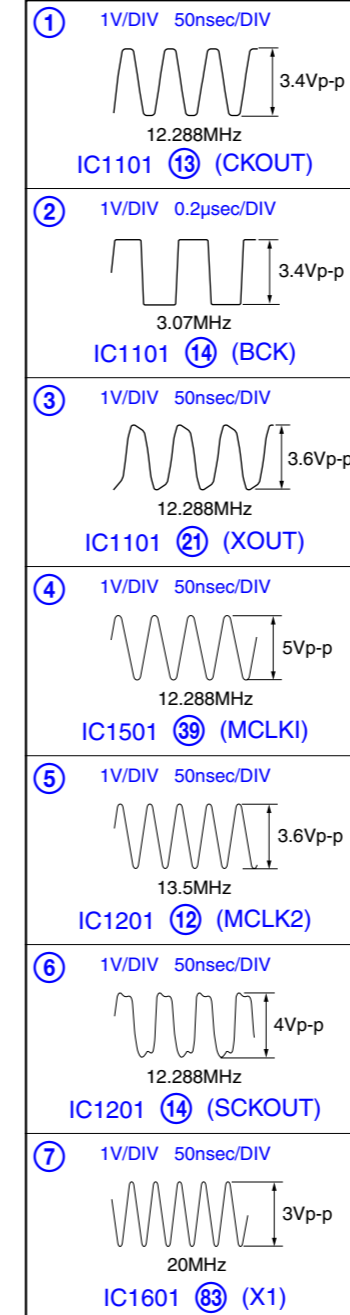 ① 1V/DIV 50nsec/DIV
3.4Vp-p
12.288MHz
IC1101 ⑬ (CKOUT)
② 1V/DIV 0.2µsec/DIV
3.4Vp-p
3.07MHz
IC1101 ⑭ (BCK)
③ 1V/DIV 50nsec/DIV
3.6Vp-p
12.288MHz
IC1101 ㉑ (XOUT)
④ 1V/DIV 50nsec/DIV
5Vp-p
12.288MHz
IC1501 ㊴ (MCLKI)
⑤ 1V/DIV 50nsec/DIV
3.6Vp-p
13.5MHz
IC1201 ⑫ (MCLK2)
⑥ 1V/DIV 50nsec/DIV
4Vp-p
12.288MHz
IC1201 ⑭ (SCKOUT)
⑦ 1V/DIV 50nsec/DIV
3Vp-p
20MHz
IC1601 83 (X1)